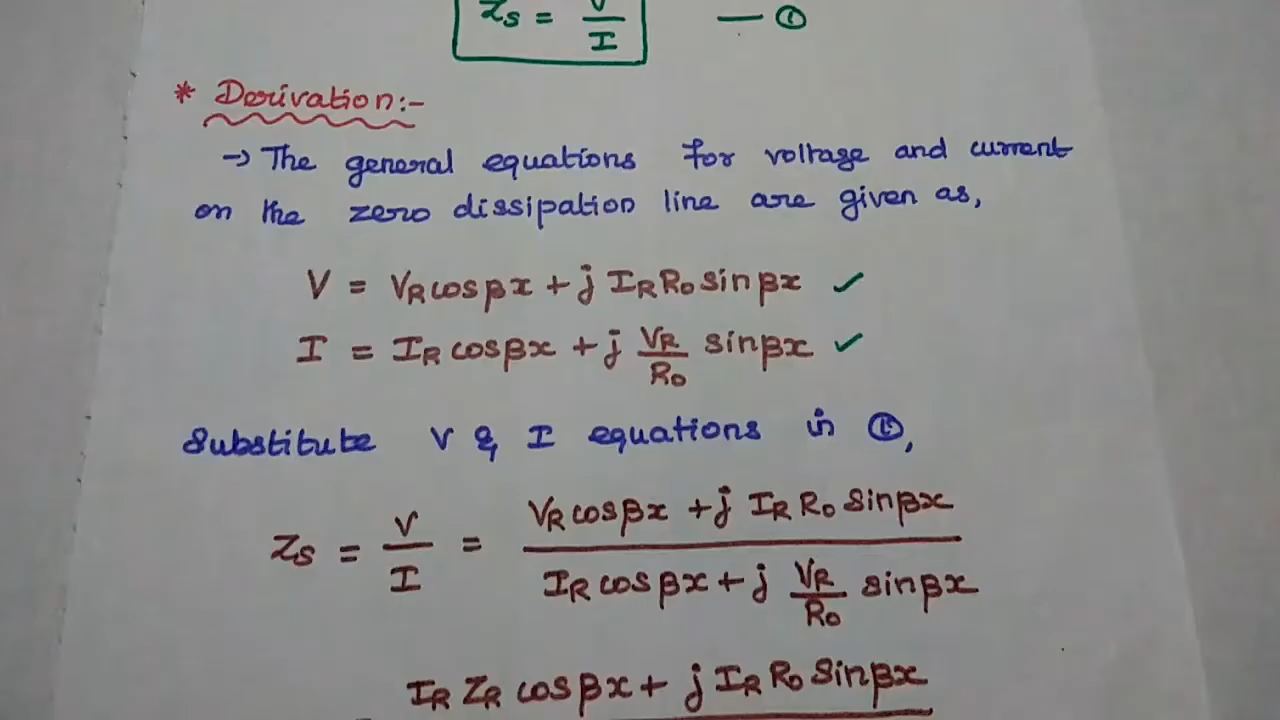 Zs = V/I — ①
* Derivation:-
→ The general equations for voltage and current
on the zero dissipation line are given as,
V = VR cosβx + j IR R0 sinβx ✓
I = IR cosβx + j VR/R0 sinβx ✓
Substitute V & I equations in ①,
Zs = V/I = VR cosβx + j IR R0 sinβx / IR cosβx + j VR/R0 sinβx
IR ZR cosβx + j IR R0 sinβx